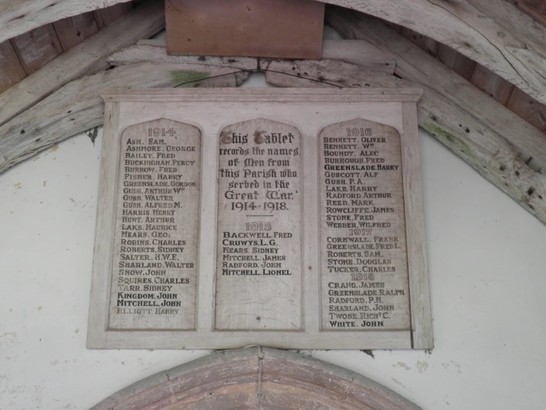 1914.
ASH, SAM.
ASHMORE, GEORGE
BAILEY, FRED
BUCKINGHAM, PERCY
BURROW, FRED
FISHER, HARRY
GREENSLADE, GORDON
GUSH, ARTHUR Wᴹ
GUSH, WALTER
GUSH, ALFRED N.
HARRIS, HENRY
HUNT, ARTHUR
LAKE, MAURICE
MEARS, GEO.
ROBINS, CHARLES
ROBERTS, SIDNEY
SALTER, H.W.E.
SHARLAND, WALTER
SNOW, JOHN
SQUIRES, CHARLES
TARR, SIDNEY
KINGDOM, JOHN
MITCHELL, JOHN
ELLIOTT HARRY
This Tablet
records the names
of Men from
this Parish who
served in the
Great War.
1914-1918.
1915
BACKWELL, FRED
CRUWYS, L.G.
KEARS, SIDNEY
MITCHELL, JAMES
RADFORD, JOHN
MITCHELL, LIONEL
1916
BENNETT, OLIVER
BENNETT, Wᴹ
BOUNDY, ALEC
BURROUGH, FRED
GREENSLADE, HARRY
GUSCOTT, ALF
GUSH, P.A.
LAKE, HARRY
RADFORD, ARTHUR
REED, MARK
ROWCLIFFE, JAMES
STONE, FRED
WEBBER, WILFRED
1917
CORNWALL, FRANK
GREENSLADE, FRED
ROBERTS, SAM.
STONE, DOUGLAS
TUCKER, CHARLES
1918
CRANG, JAMES
GREENSLADE, RALPH
RADFORD, P.H.
SHARLAND, JOHN
TWOSE, RICHᴰ C.
WHITE, JOHN